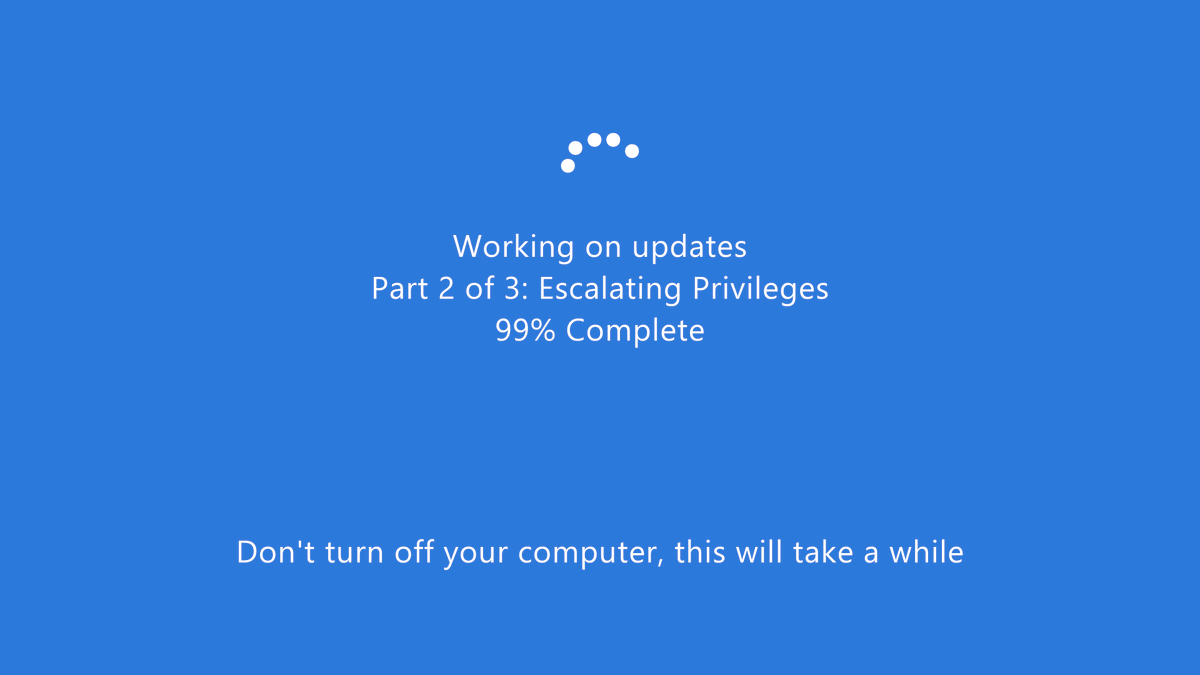 Working on updates
Part 2 of 3: Escalating Privileges
99% Complete
Don't turn off your computer, this will take a while